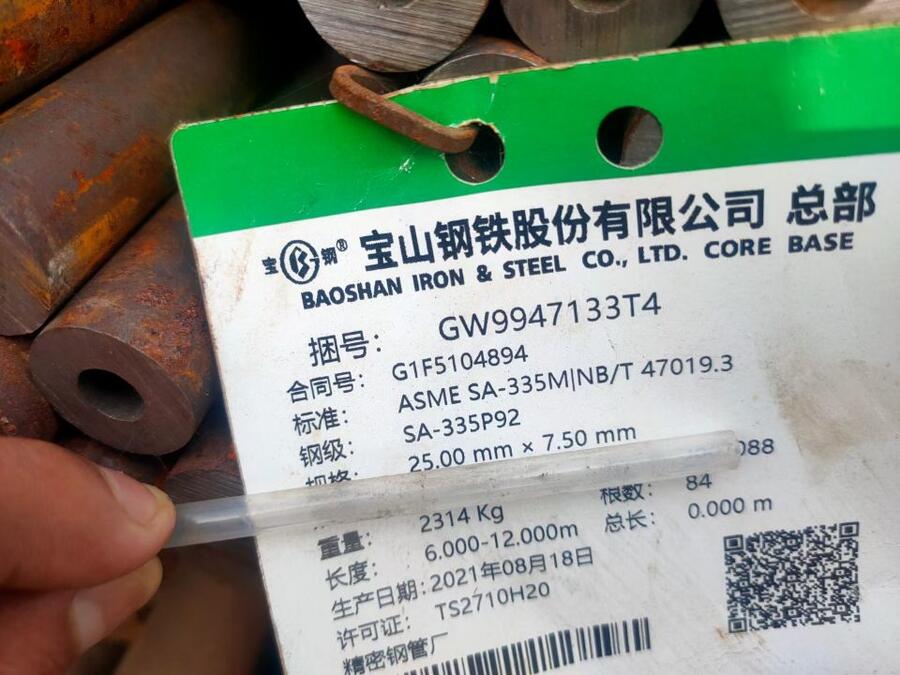 宝钢®
宝山钢铁股份有限公司 总部
BAOSHAN IRON & STEEL CO., LTD. CORE BASE
捆号: GW9947133T4
合同号: G1F5104894
标准: ASME SA-335M|NB/T 47019.3
钢级: SA-335P92
规格: 25.00 mm × 7.50 mm
088
根数: 84
重量: 2314 Kg
总长: 0.000 m
长度: 6.000-12.000m
生产日期: 2021年08月18日
许可证: TS2710H20
精密钢管厂